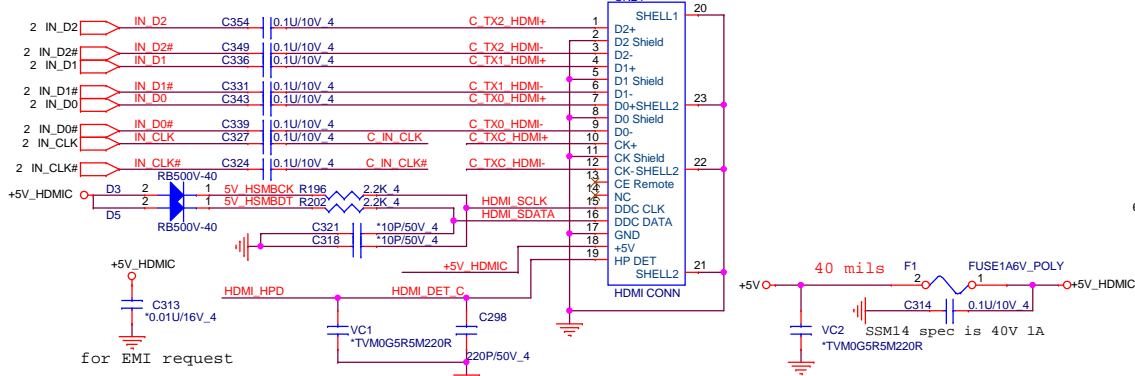 SHELL1 20
2 IN_D2 IN_D2 C354 0.1U/10V_4 C_TX2_HDMI+ 1 D2+
2 D2 Shield
2 IN_D2# IN_D2# C349 0.1U/10V_4 C_TX2_HDMI- 3 D2-
2 IN_D1 IN_D1 C336 0.1U/10V_4 C_TX1_HDMI+ 4 D1+
5 D1 Shield
2 IN_D1# IN_D1# C331 0.1U/10V_4 C_TX1_HDMI- 6 D1-
2 IN_D0 IN_D0 C343 0.1U/10V_4 C_TX0_HDMI+ 7 D0+ SHELL2 23
8 D0 Shield
2 IN_D0# IN_D0# C339 0.1U/10V_4 C_TX0_HDMI- 9 D0-
2 IN_CLK IN_CLK C327 0.1U/10V_4 C_IN_CLK C_TXC_HDMI+ 10 CK+
11 CK Shield
2 IN_CLK# IN_CLK# C324 0.1U/10V_4 C_IN_CLK# C_TXC_HDMI- 12 CK- SHELL2 22
RB500V-40 13 CE Remote
+5V_HDMIC D3 2 1 5V_HSMBCK R196 2.2K_4 14 NC
D5 2 1 5V_HSMBDT R202 2.2K_4 HDMI_SCLK 15 DDC CLK
RB500V-40 HDMI_SDATA 16 DDC DATA
C321 *10P/50V_4 17 GND
C318 *10P/50V_4 18 +5V
+5V_HDMIC 19 HP DET
SHELL2 21
HDMI CONN
+5V_HDMIC
C313
*0.01U/16V_4
for EMI request
HDMI_HPD HDMI_DET_C
VC1
*TVM0G5R5M220R
C298
220P/50V_4
40 mils F1 FUSE1A6V_POLY
+5V 2 1 +5V_HDMIC
C314 0.1U/10V_4
SSM14 spec is 40V 1A
VC2
*TVM0G5R5M220R